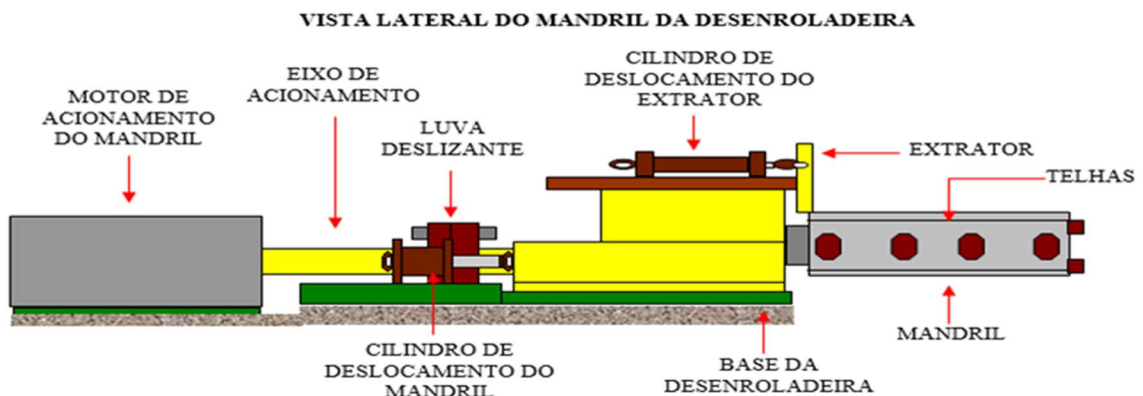 VISTA LATERAL DO MANDRIL DA DESENROLADEIRA
MOTOR DE
ACIONAMENTO
DO MANDRIL
EIXO DE
ACIONAMENTO
LUVA
DESLIZANTE
CILINDRO DE
DESLOCAMENTO DO
EXTRATOR
EXTRATOR
TELHAS
MANDRIL
CILINDRO DE
DESLOCAMENTO DO
MANDRIL
BASE DA
DESENROLADEIRA